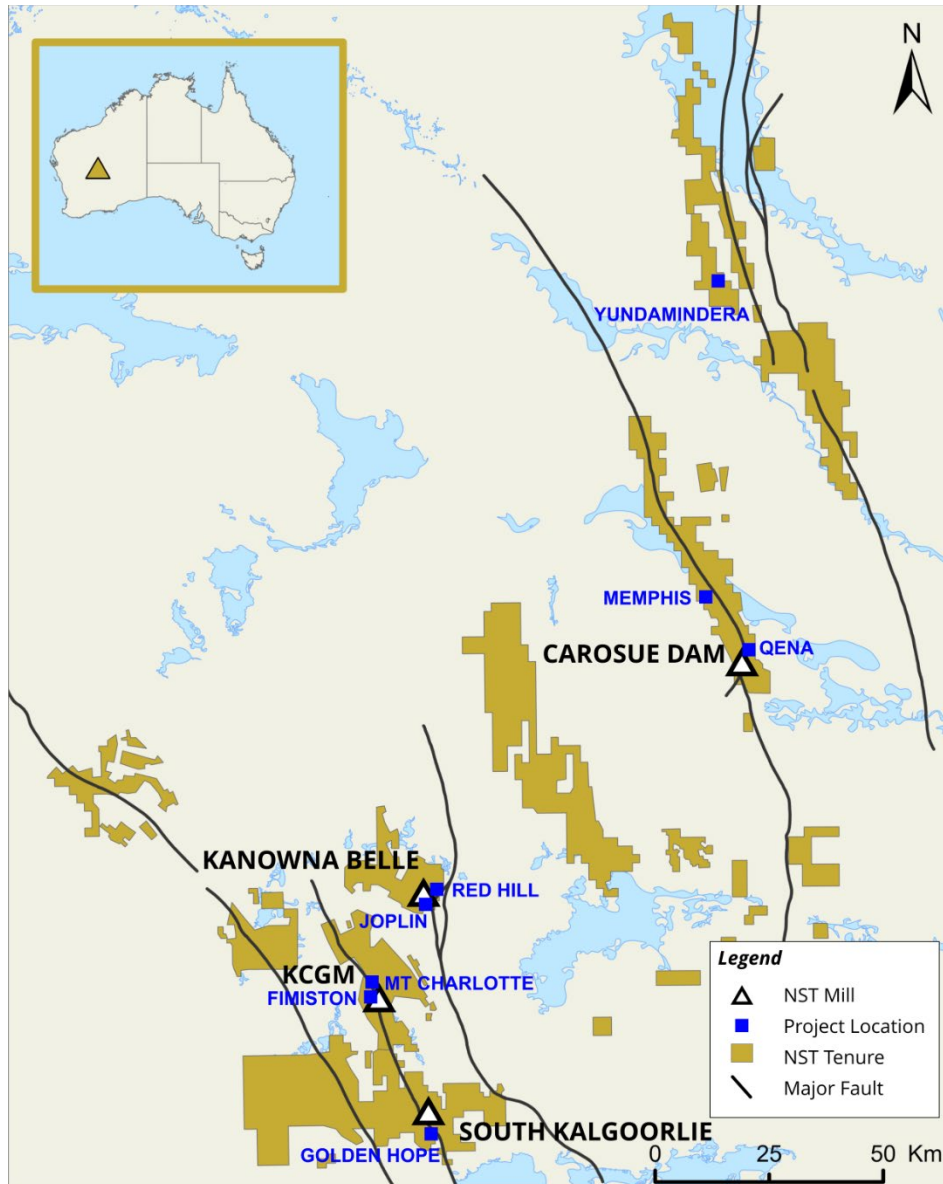 N
YUNDAMINDERA
MEMPHIS
QENA
CAROSUE DAM
KANOWNA BELLE
RED HILL
JOPLIN
KCGM
MT CHARLOTTE
FIMISTON
SOUTH KALGOORLIE
GOLDEN HOPE
Legend
NST Mill
Project Location
NST Tenure
Major Fault
0 25 50 Km